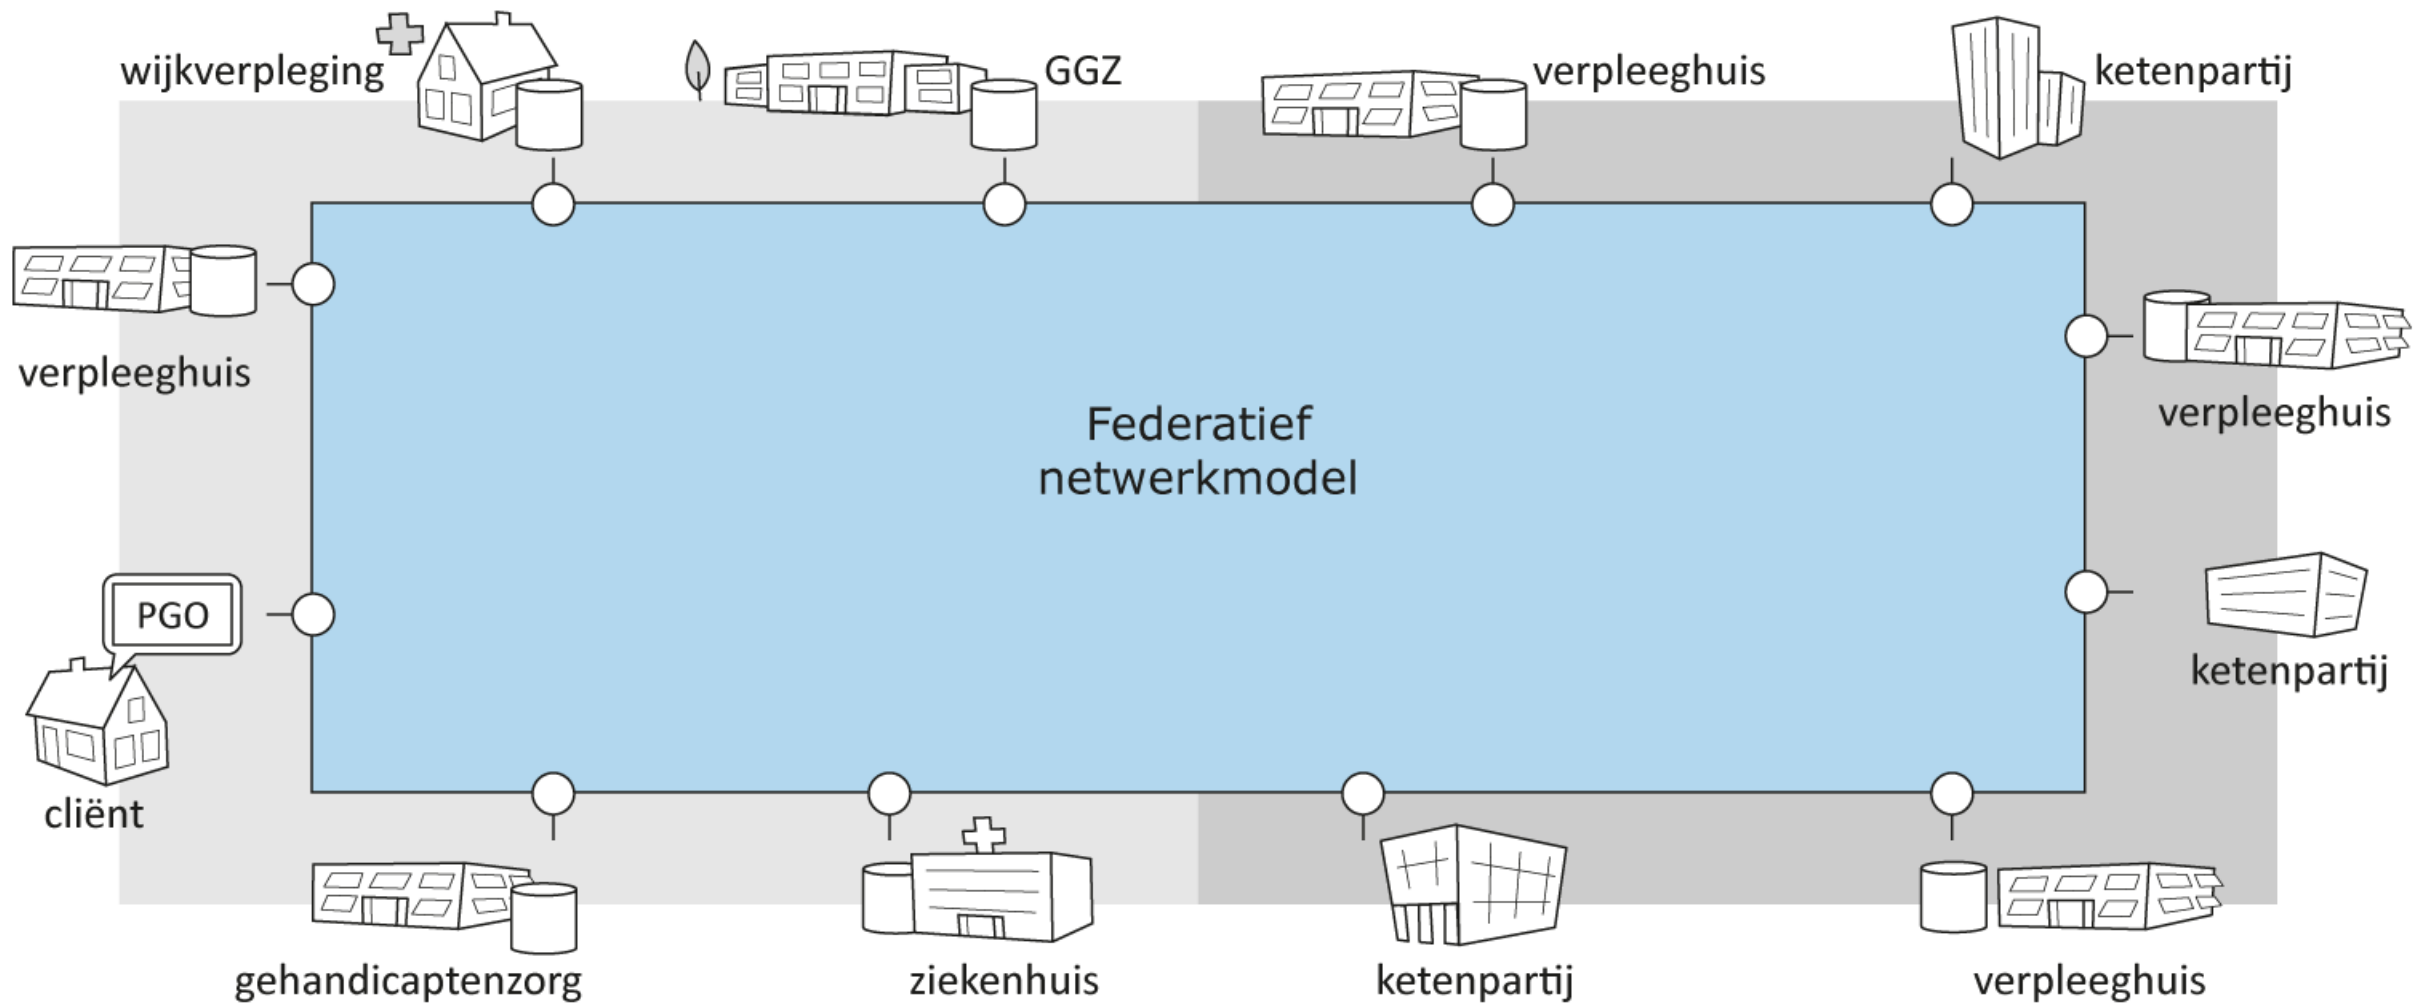 wijkverpleging
GGZ
verpleeghuis
ketenpartij
verpleeghuis
verpleeghuis
Federatief
netwerkmodel
PGO
ketenpartij
cliënt
gehandicaptenzorg
ziekenhuis
ketenpartij
verpleeghuis